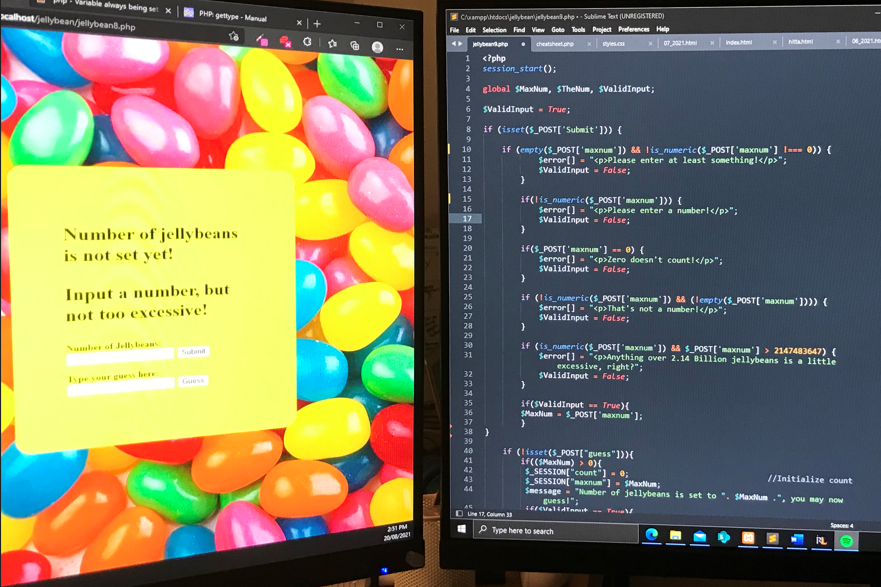 PHP - Variable always being se
PHP: gettype - Manual
localhost/jellybean/jellybean8.php
Number of jellybeans
is not set yet!
Input a number, but
not too excessive!
Number of Jellybeans:
Submit
Type your guess here:
Guess
2:51 PM
20/08/2021
C:\xampp\htdocs\jellybean\jellybean9.php • - Sublime Text (UNREGISTERED)
File Edit Selection Find View Goto Tools Project Preferences Help
jellybean9.php
cheatsheet.php
styles.css
07_2021.html
index.html
hilfla.html
06_2021.html
1 <?php
2 session_start();
3
4 global $MaxNum, $TheNum, $ValidInput;
5
6 $ValidInput = True;
7
8 if (isset($_POST['Submit'])) {
9
10 if (empty($_POST['maxnum']) && !is_numeric($_POST['maxnum'] !=== 0)) {
11 $error[] = "<p>Please enter at least something!</p>";
12 $ValidInput = False;
13 }
14
15 if(!is_numeric($_POST['maxnum'])) {
16 $error[] = "<p>Please enter a number!</p>";
17 $ValidInput = False;
18 }
19
20 if($_POST['maxnum'] == 0) {
21 $error[] = "<p>Zero doesn't count!</p>";
22 $ValidInput = False;
23 }
24
25 if (!is_numeric($_POST['maxnum']) && (!empty($_POST['maxnum']))) {
26 $error[] = "<p>That's not a number!</p>";
27 $ValidInput = False;
28 }
29
30 if (is_numeric($_POST['maxnum']) && $_POST['maxnum'] > 2147483647) {
31 $error[] = "<p>Anything over 2.14 Billion jellybeans is a little
excessive, right?";
32 $ValidInput = False;
33 }
34
35 if($ValidInput == True){
36 $MaxNum = $_POST['maxnum'];
37 }
38 }
39
40 if (!isset($_POST["guess"])){
41 if(($MaxNum) > 0){
42 $_SESSION["count"] = 0; //Initialize count
43 $_SESSION["maxnum"] = $MaxNum;
44 $message = "Number of jellybeans is set to ". $MaxNum .", you may now
guess!";
45 if($ValidInput == True){
Line 17, Column 33
Spaces: 4
Type here to search